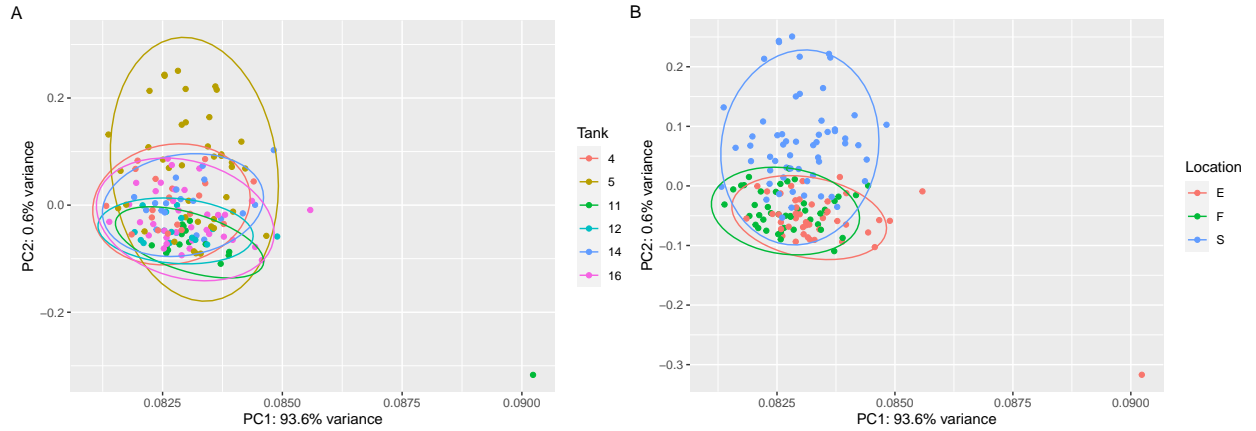 A
PC2: 0.6% variance
0.2
0.0
−0.2
0.0825
0.0850
0.0875
0.0900
PC1: 93.6% variance
Tank
4
5
11
12
14
16
B
PC2: 0.6% variance
0.2
0.1
0.0
−0.1
−0.2
−0.3
0.0825
0.0850
0.0875
0.0900
PC1: 93.6% variance
Location
E
F
S